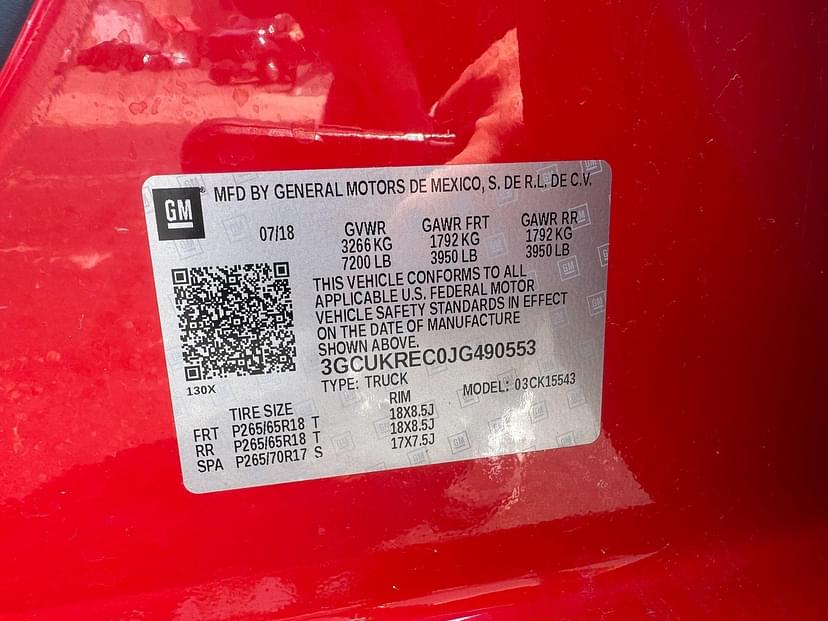 GM MFD BY GENERAL MOTORS DE MEXICO, S. DE R.L. DE C.V.
07/18 GVWR GAWR FRT GAWR RR
3266 KG 1792 KG 1792 KG
7200 LB 3950 LB 3950 LB
THIS VEHICLE CONFORMS TO ALL
APPLICABLE U.S. FEDERAL MOTOR
VEHICLE SAFETY STANDARDS IN EFFECT
ON THE DATE OF MANUFACTURE
SHOWN ABOVE.
3GCUKREC0JG490553
130X
TYPE: TRUCK MODEL: 03CK15543
TIRE SIZE RIM
FRT P265/65R18 T 18X8.5J
RR P265/65R18 T 18X8.5J
SPA P265/70R17 S 17X7.5J